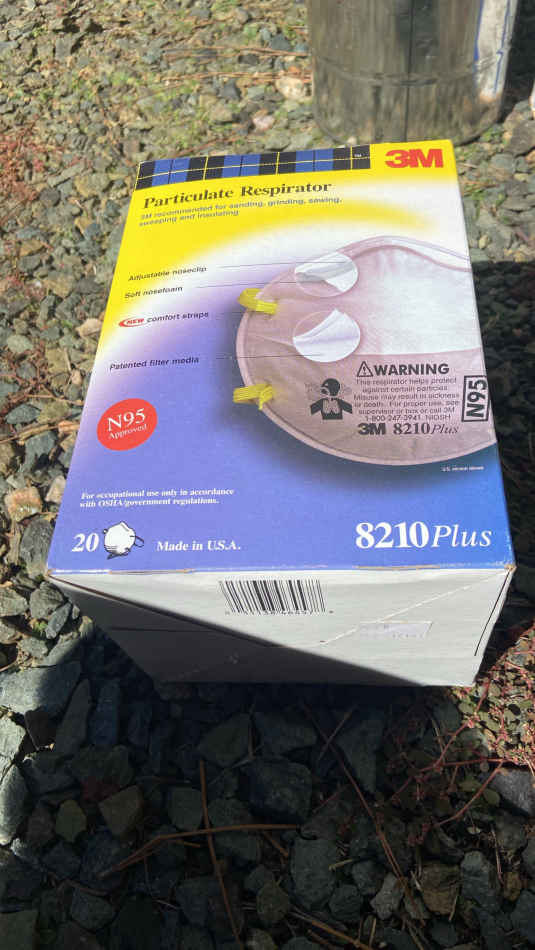 3M
Particulate Respirator
3M recommended for sanding, grinding, sawing,
sweeping and insulating
Adjustable noseclip
Soft nosefoam
NEW comfort straps
Patented filter media
WARNING
This respirator helps protect
against certain particles.
Misuse may result in sickness
or death. For proper use, see
supervisor or box or call 3M
1-800-247-3941. NIOSH
3M 8210Plus
N95
N95
Approved
U.S. version shown
For occupational use only in accordance
with OSHA/government regulations.
20 Made in U.S.A.
8210Plus